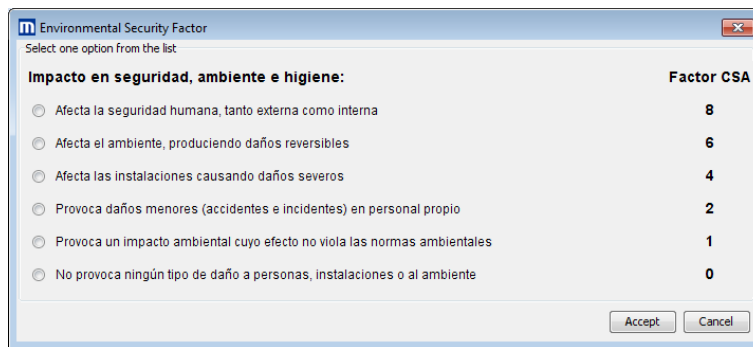 m Environmental Security Factor
Select one option from the list
Impacto en seguridad, ambiente e higiene: Factor CSA
Afecta la seguridad humana, tanto externa como interna 8
Afecta el ambiente, produciendo daños reversibles 6
Afecta las instalaciones causando daños severos 4
Provoca daños menores (accidentes e incidentes) en personal propio 2
Provoca un impacto ambiental cuyo efecto no viola las normas ambientales 1
No provoca ningún tipo de daño a personas, instalaciones o al ambiente 0
Accept Cancel